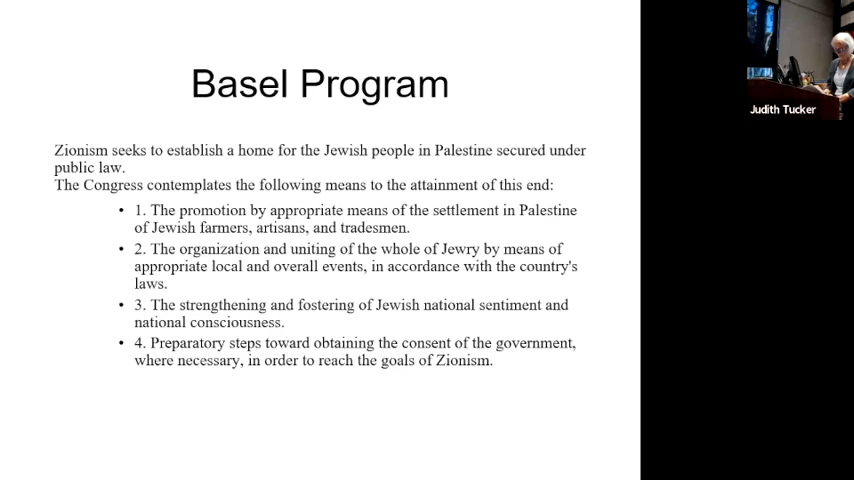 Basel Program
Zionism seeks to establish a home for the Jewish people in Palestine secured under
public law.
The Congress contemplates the following means to the attainment of this end:
• 1. The promotion by appropriate means of the settlement in Palestine
of Jewish farmers, artisans, and tradesmen.
• 2. The organization and uniting of the whole of Jewry by means of
appropriate local and overall events, in accordance with the country's
laws.
• 3. The strengthening and fostering of Jewish national sentiment and
national consciousness.
• 4. Preparatory steps toward obtaining the consent of the government,
where necessary, in order to reach the goals of Zionism.
Judith Tucker